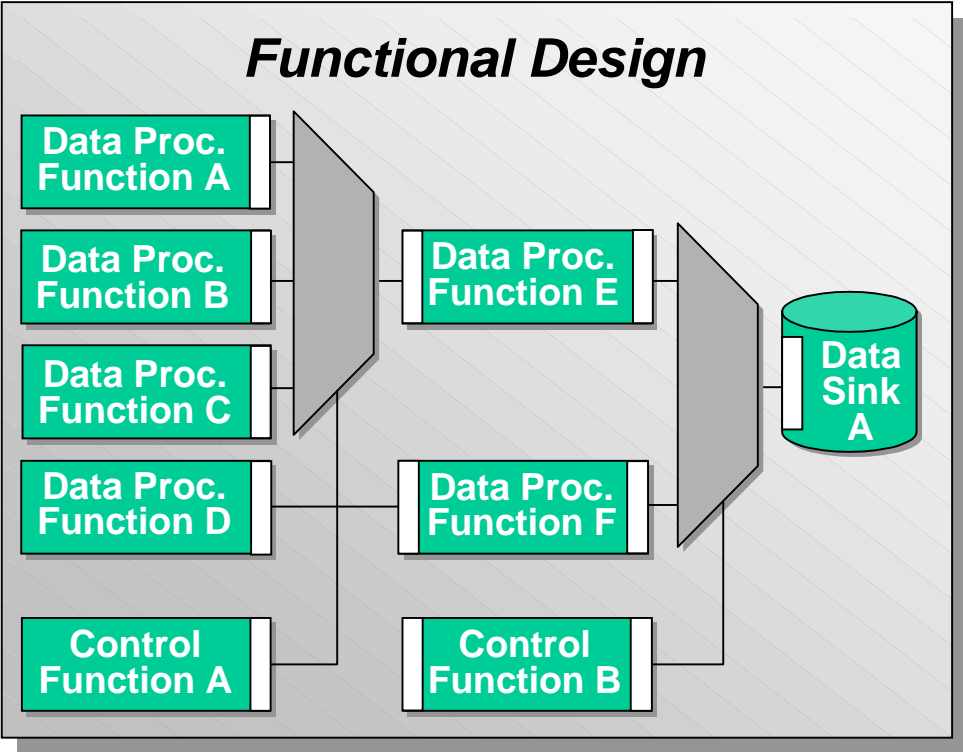 Functional Design
Data Proc.
Function A
Data Proc.
Function B
Data Proc.
Function C
Data Proc.
Function D
Control
Function A
Data Proc.
Function E
Data Proc.
Function F
Control
Function B
Data
Sink
A